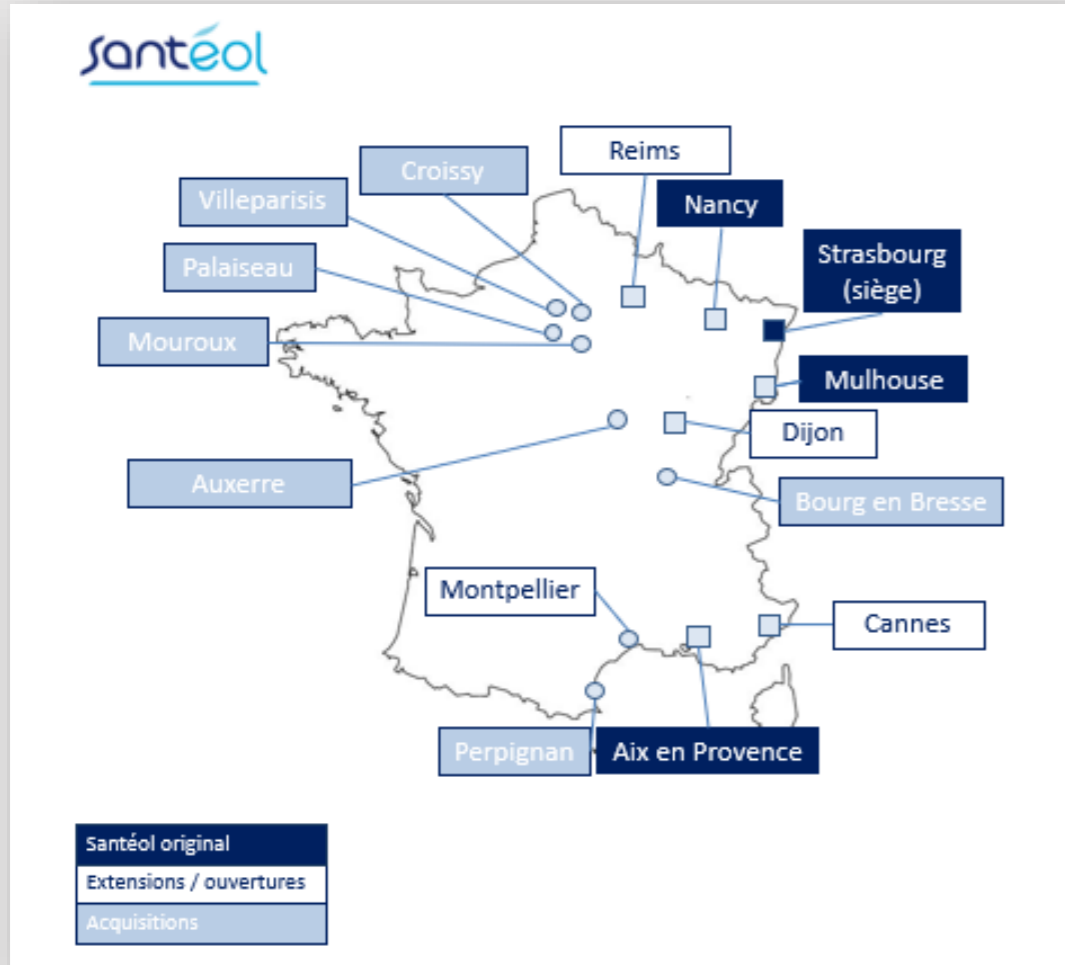 santéol
Reims
Croissy
Villeparisis
Nancy
Palaiseau
Strasbourg
(siège)
Mouroux
Mulhouse
Dijon
Auxerre
Bourg en Bresse
Montpellier
Cannes
Perpignan
Aix en Provence
Santéol original
Extensions / ouvertures
Acquisitions